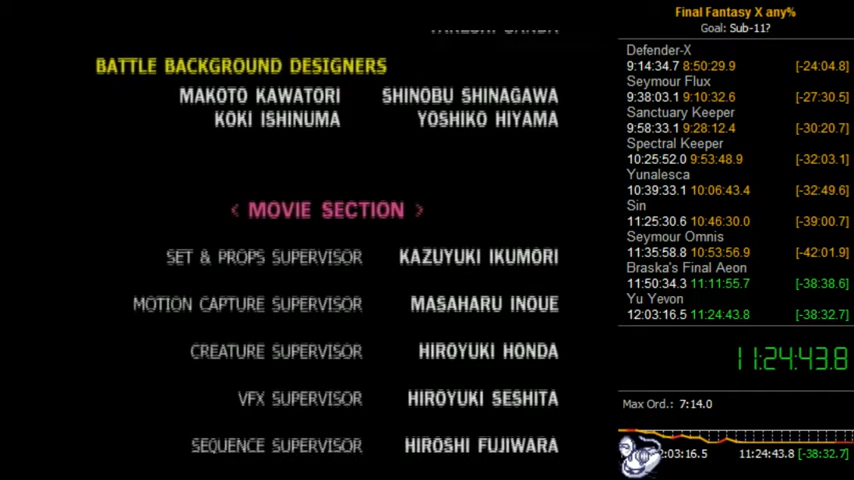 BATTLE BACKGROUND DESIGNERS
MAKOTO KAWATORI SHINOBU SHINAGAWA
KOKI ISHINUMA YOSHIKO HIYAMA
< MOVIE SECTION >
SET & PROPS SUPERVISOR KAZUYUKI IKUMORI
MOTION CAPTURE SUPERVISOR MASAHARU INOUE
CREATURE SUPERVISOR HIROYUKI HONDA
VFX SUPERVISOR HIROYUKI SESHITA
SEQUENCE SUPERVISOR HIROSHI FUJIWARA
Final Fantasy X any%
Goal: Sub-11?
Defender-X
9:14:34.7 8:50:29.9 [-24:04.8]
Seymour Flux
9:38:03.1 9:10:32.6 [-27:30.5]
Sanctuary Keeper
9:58:33.1 9:28:12.4 [-30:20.7]
Spectral Keeper
10:25:52.0 9:53:48.9 [-32:03.1]
Yunalesca
10:39:33.1 10:06:43.4 [-32:49.6]
Sin
11:25:30.6 10:46:30.0 [-39:00.7]
Seymour Omnis
11:35:58.8 10:53:56.9 [-42:01.9]
Braska's Final Aeon
11:50:34.3 11:11:55.7 [-38:38.6]
Yu Yevon
12:03:16.5 11:24:43.8 [-38:32.7]
11:24:43.8
Max Ord.: 7:14.0
2:03:16.5 11:24:43.8 [-38:32.7]